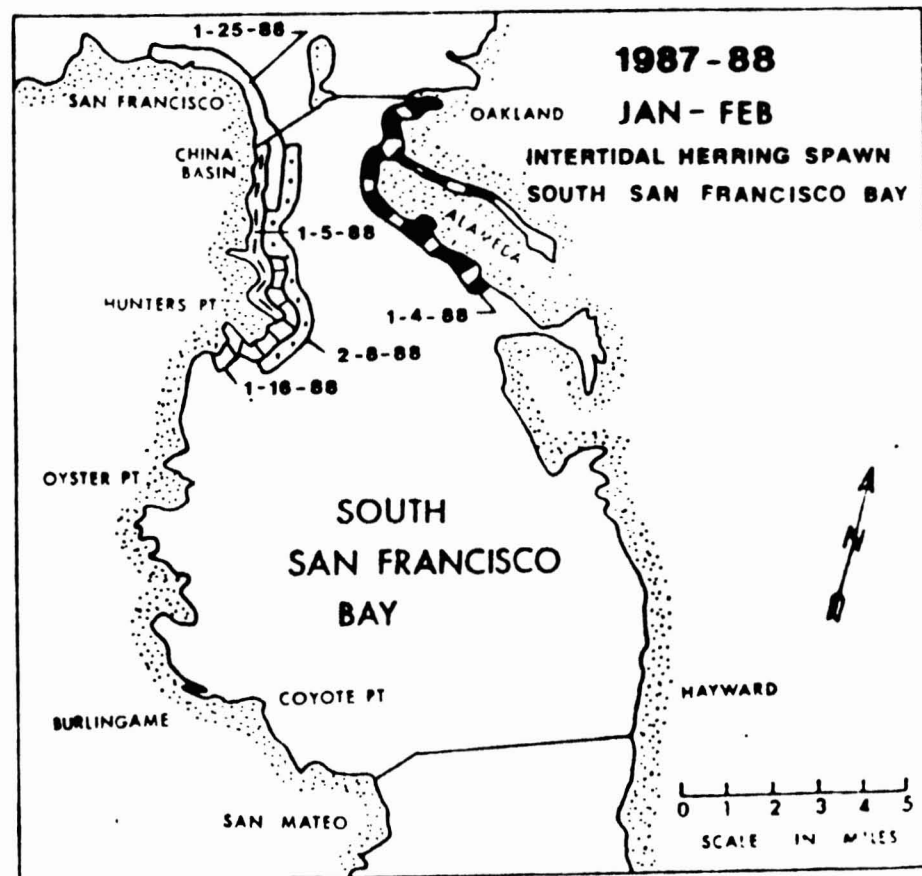 1-25-88
1987-88
JAN - FEB
INTERTIDAL HERRING SPAWN
SOUTH SAN FRANCISCO BAY
SAN FRANCISCO
OAKLAND
CHINA
BASIN
ALAMEDA
1-5-88
HUNTERS PT
1-4-88
2-8-88
1-16-88
OYSTER PT
SOUTH
SAN FRANCISCO
BAY
N
COYOTE PT
HAYWARD
BURLINGAME
SAN MATEO
0 1 2 3 4 5
SCALE IN MILES